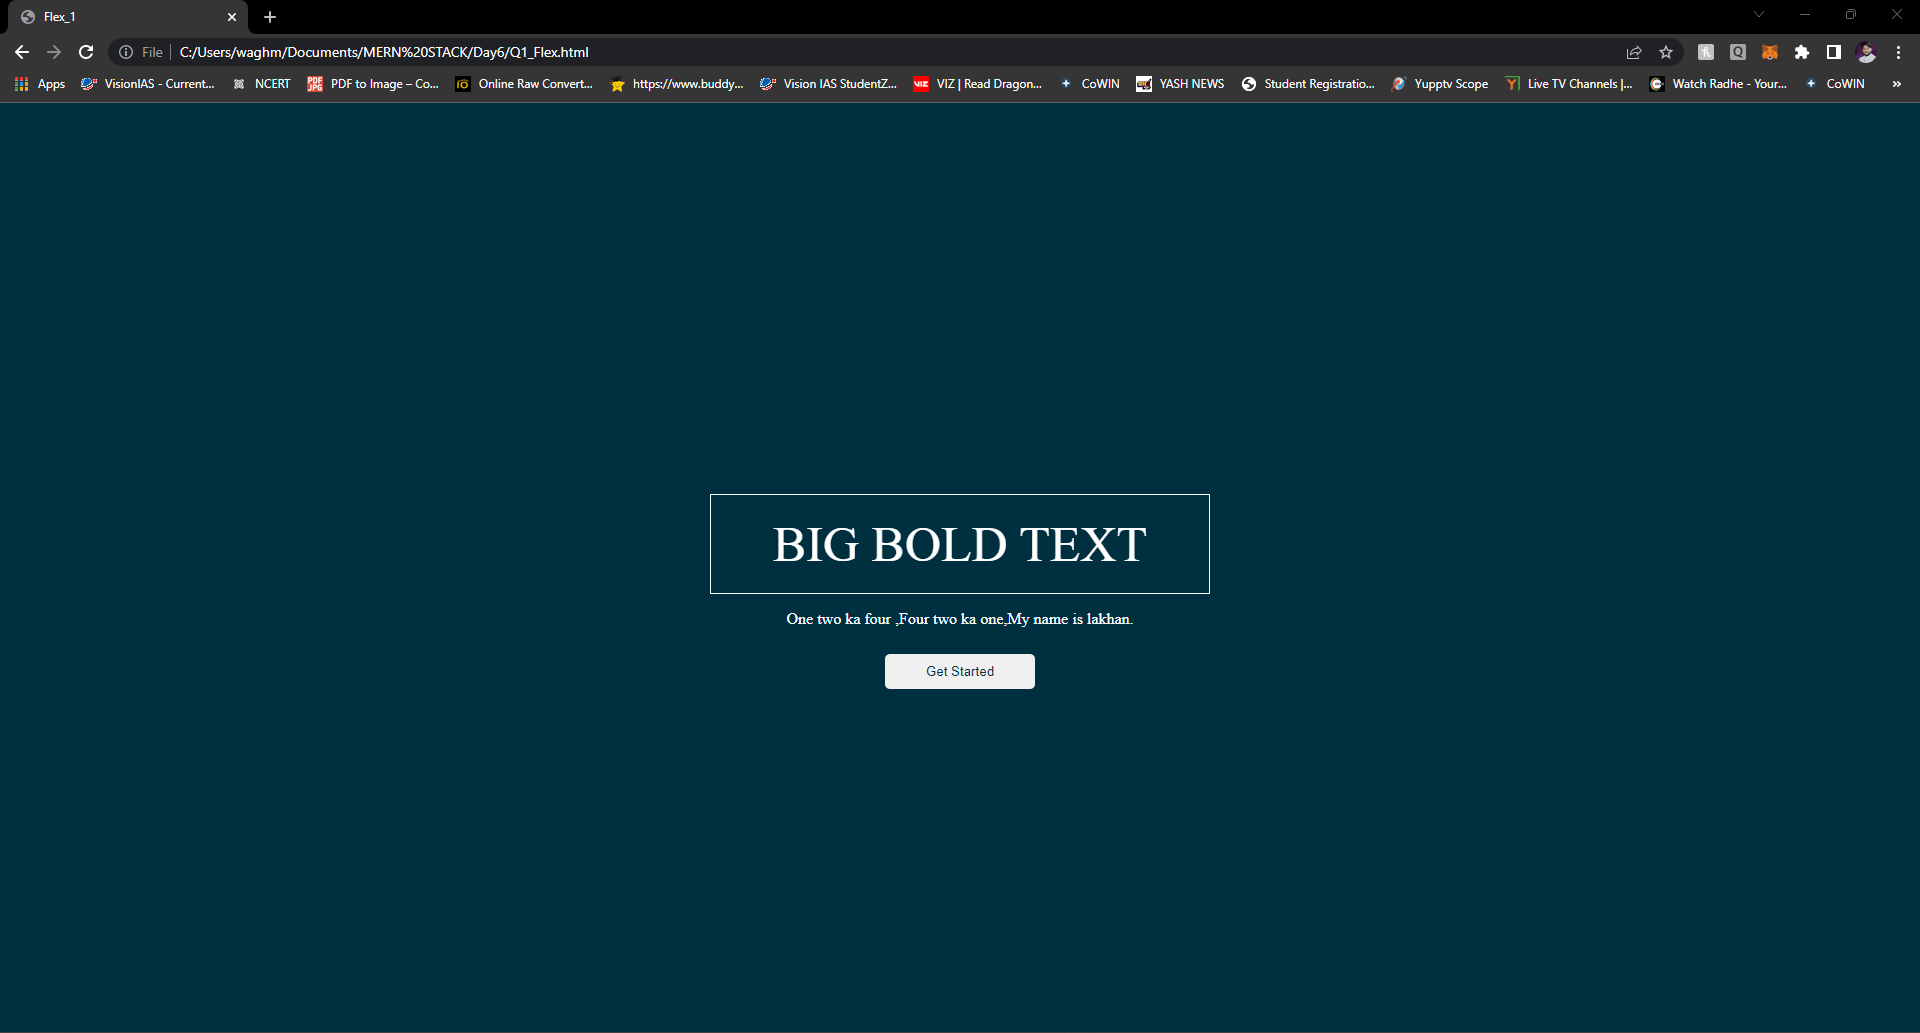 Flex_1
File C:/Users/waghm/Documents/MERN%20STACK/Day6/Q1_Flex.html
Apps VisionIAS - Current... NCERT PDF to Image – Co... Online Raw Convert... https://www.buddy... Vision IAS StudentZ... VIZ | Read Dragon... CoWIN YASH NEWS Student Registratio... Yupptv Scope Live TV Channels |... Watch Radhe - Your... CoWIN »
BIG BOLD TEXT
One two ka four ,Four two ka one,My name is lakhan.
Get Started